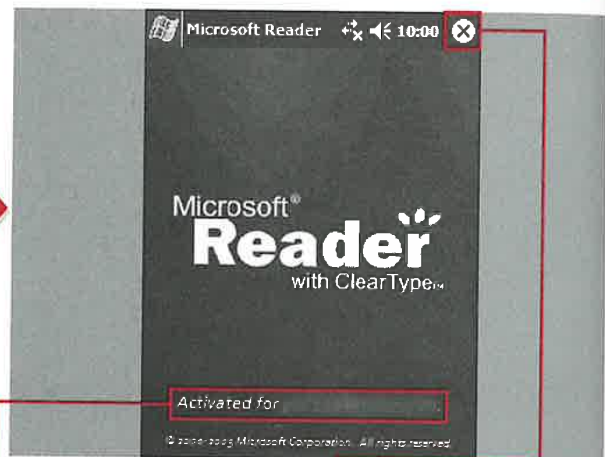 Microsoft Reader 10:00
Microsoft®
Reader
with ClearType™
Activated for
Microsoft Corporation. All rights reserved.